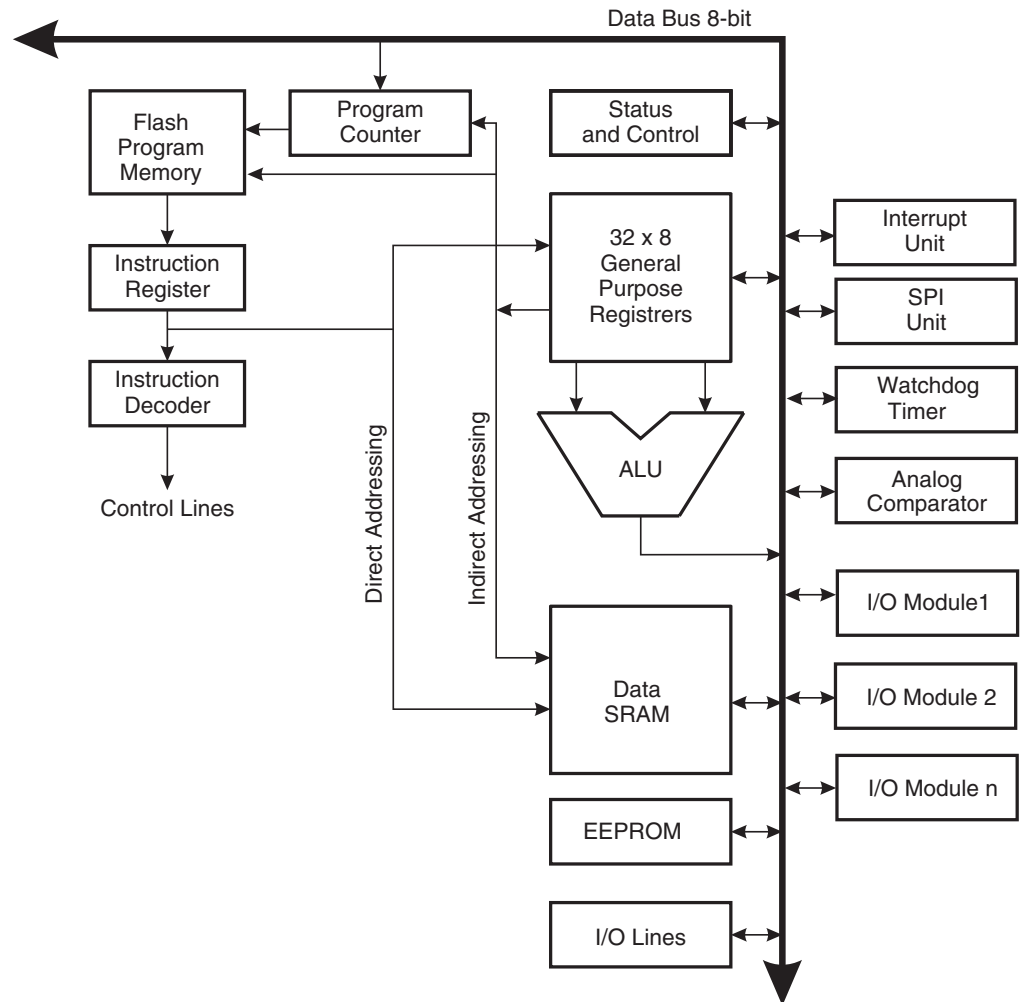 Data Bus 8-bit
Flash
Program
Memory
Program
Counter
Status
and Control
32 x 8
General
Purpose
Registrers
Interrupt
Unit
Instruction
Register
SPI
Unit
Instruction
Decoder
Watchdog
Timer
Direct Addressing
Indirect Addressing
ALU
Analog
Comparator
Control Lines
I/O Module1
Data
SRAM
I/O Module 2
I/O Module n
EEPROM
I/O Lines